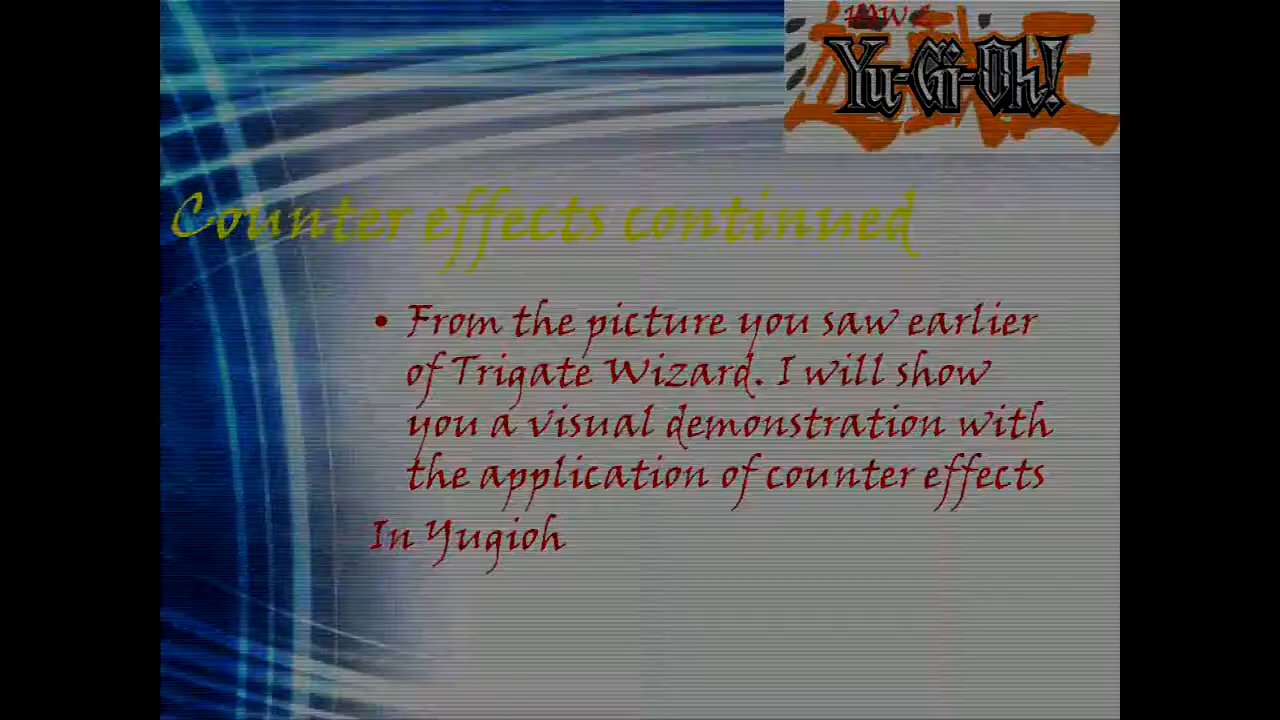 Yu-Gi-Oh!
Counter effects continued
• From the picture you saw earlier
of Trigate Wizard. I will show
you a visual demonstration with
the application of counter effects
In Yugioh